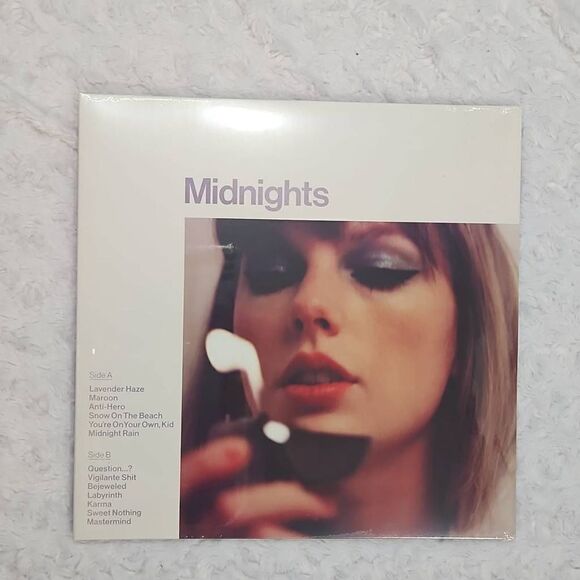 Midnights
Side A
Lavender Haze
Maroon
Anti-Hero
Snow On The Beach
You're On Your Own, Kid
Midnight Rain
Side B
Question...?
Vigilante Shit
Bejeweled
Labyrinth
Karma
Sweet Nothing
Mastermind